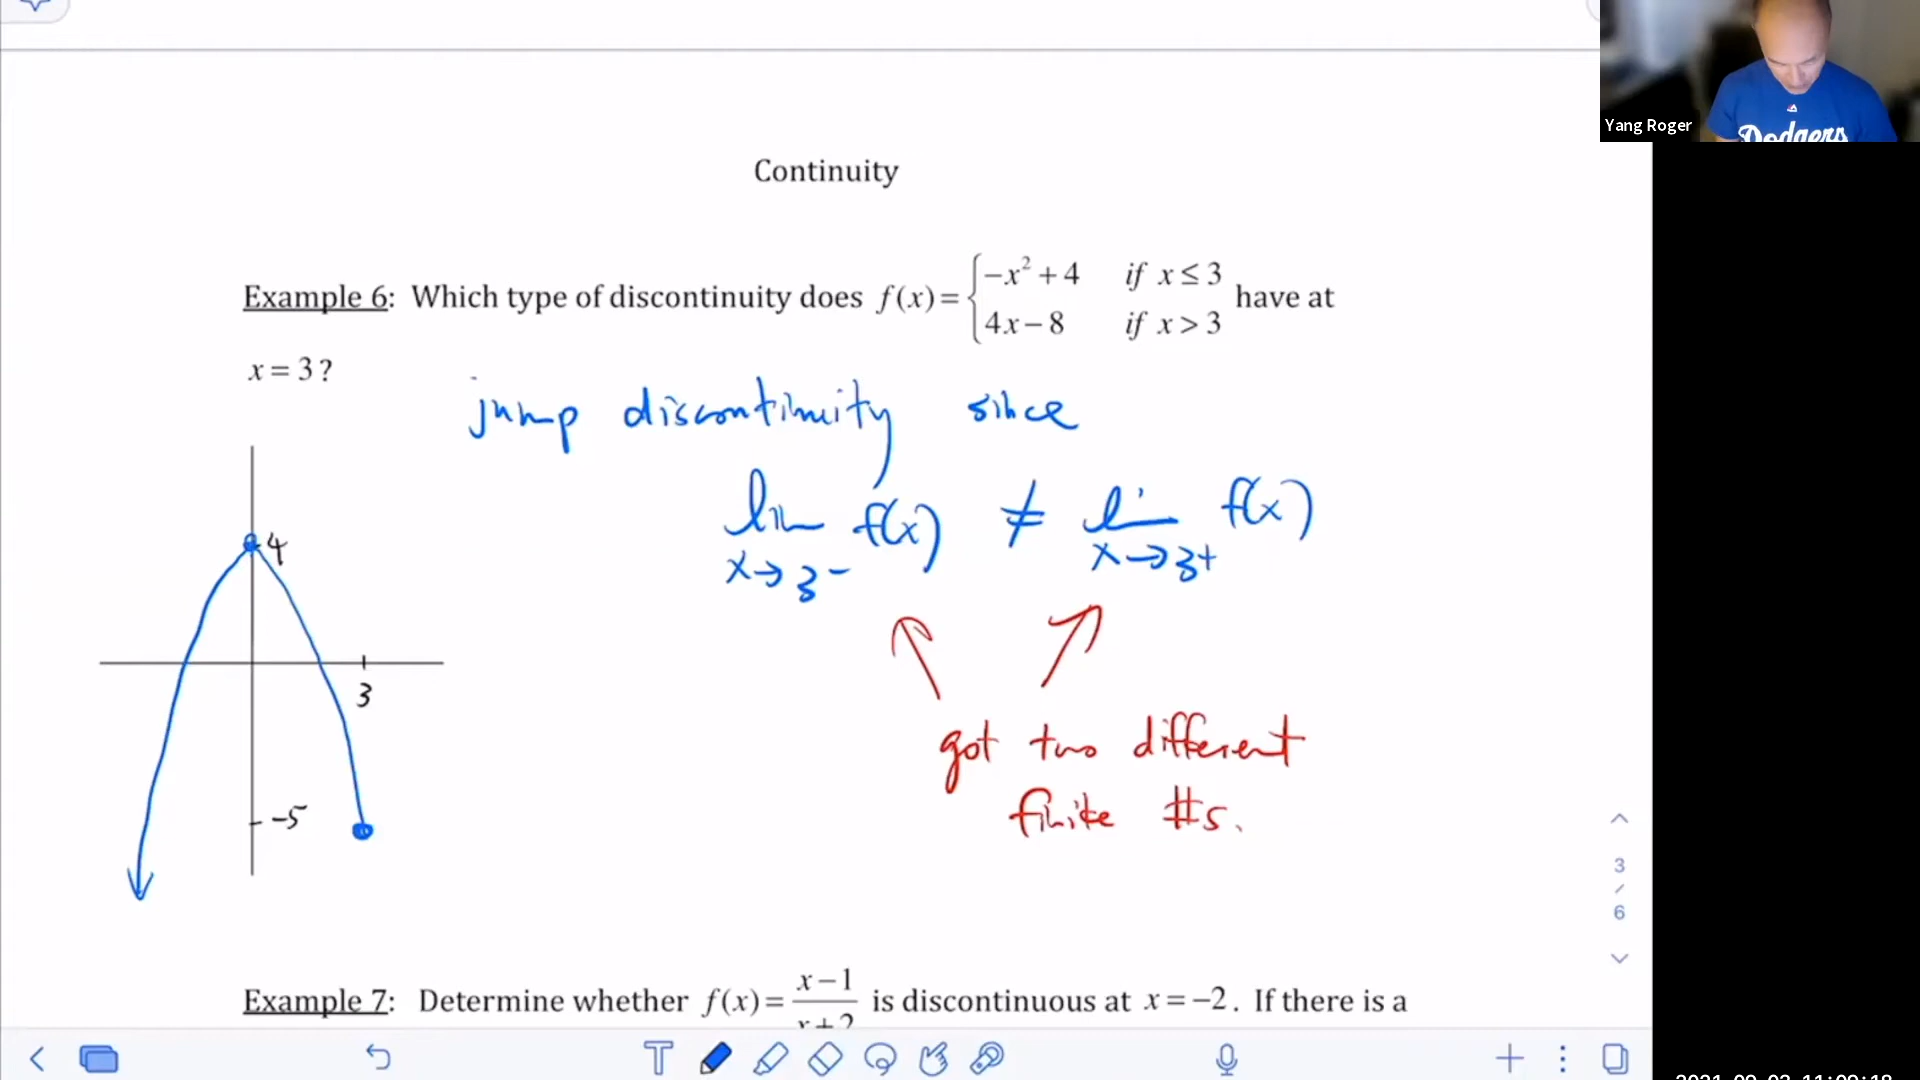 Yang Roger
Dodgers
Continuity
Example 6: Which type of discontinuity does f(x) = { −x² + 4 if x ≤ 3
4x − 8 if x > 3 have at
x = 3?
jump discontinuity since
lim f(x) ≠ lim f(x)
x→3⁻ x→3⁺
4
3
-5
got two different
finite #s.
3
/
6
Example 7: Determine whether f(x) = x − 1 is discontinuous at x = −2. If there is a
x + 2
T